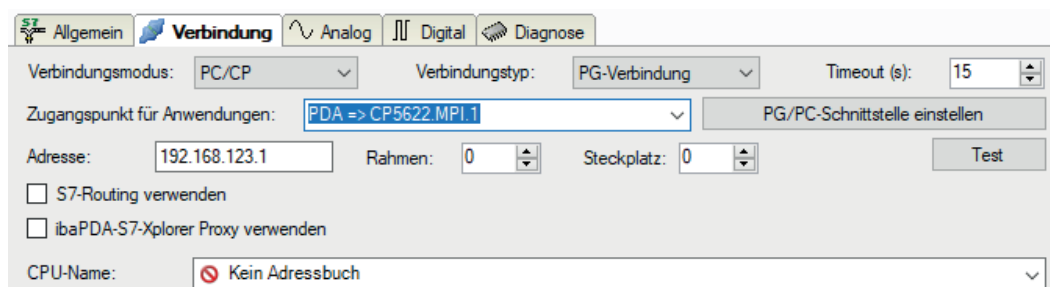 S7 Allgemein Verbindung Analog Digital Diagnose
Verbindungsmodus: PC/CP Verbindungstyp: PG-Verbindung Timeout (s): 15
Zugangspunkt für Anwendungen: PDA => CP5622.MPI.1 PG/PC-Schnittstelle einstellen
Adresse: 192.168.123.1 Rahmen: 0 Steckplatz: 0 Test
S7-Routing verwenden
ibaPDA-S7-Xplorer Proxy verwenden
CPU-Name: Kein Adressbuch